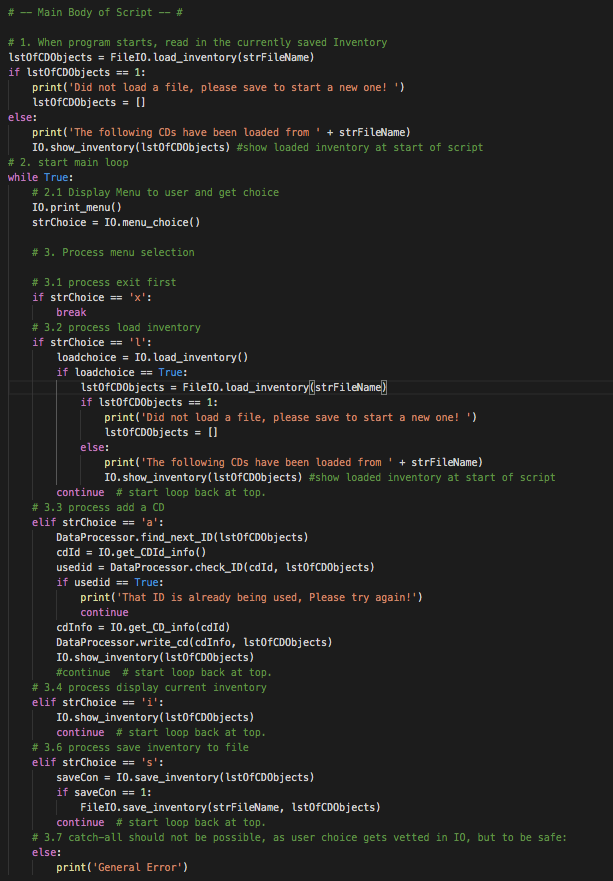 # -- Main Body of Script -- #

# 1. When program starts, read in the currently saved Inventory
lstOfCDObjects = FileIO.load_inventory(strFileName)
if lstOfCDObjects == 1:
    print('Did not load a file, please save to start a new one! ')
    lstOfCDObjects = []
else:
    print('The following CDs have been loaded from ' + strFileName)
    IO.show_inventory(lstOfCDObjects) #show loaded inventory at start of script
# 2. start main loop
while True:
    # 2.1 Display Menu to user and get choice
    IO.print_menu()
    strChoice = IO.menu_choice()

    # 3. Process menu selection

    # 3.1 process exit first
    if strChoice == 'x':
        break
    # 3.2 process load inventory
    if strChoice == 'l':
        loadchoice = IO.load_inventory()
        if loadchoice == True:
            lstOfCDObjects = FileIO.load_inventory(strFileName)
            if lstOfCDObjects == 1:
                print('Did not load a file, please save to start a new one! ')
                lstOfCDObjects = []
            else:
                print('The following CDs have been loaded from ' + strFileName)
                IO.show_inventory(lstOfCDObjects) #show loaded inventory at start of script
        continue  # start loop back at top.
    # 3.3 process add a CD
    elif strChoice == 'a':
        DataProcessor.find_next_ID(lstOfCDObjects)
        cdId = IO.get_CDId_info()
        usedid = DataProcessor.check_ID(cdId, lstOfCDObjects)
        if usedid == True:
            print('That ID is already being used, Please try again!')
            continue
        cdInfo = IO.get_CD_info(cdId)
        DataProcessor.write_cd(cdInfo, lstOfCDObjects)
        IO.show_inventory(lstOfCDObjects)
        #continue  # start loop back at top.
    # 3.4 process display current inventory
    elif strChoice == 'i':
        IO.show_inventory(lstOfCDObjects)
        continue  # start loop back at top.
    # 3.6 process save inventory to file
    elif strChoice == 's':
        saveCon = IO.save_inventory(lstOfCDObjects)
        if saveCon == 1:
            FileIO.save_inventory(strFileName, lstOfCDObjects)
        continue  # start loop back at top.
    # 3.7 catch-all should not be possible, as user choice gets vetted in IO, but to be safe:
    else:
        print('General Error')